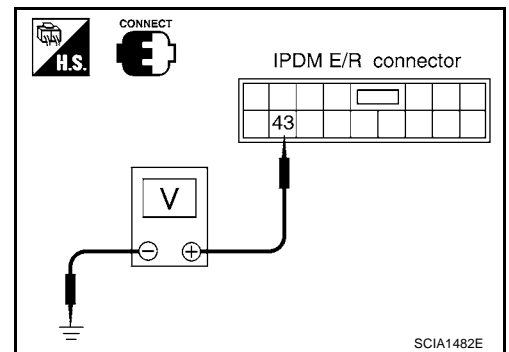 CONNECT
H.S.
IPDM E/R connector
43
V
SCIA1482E